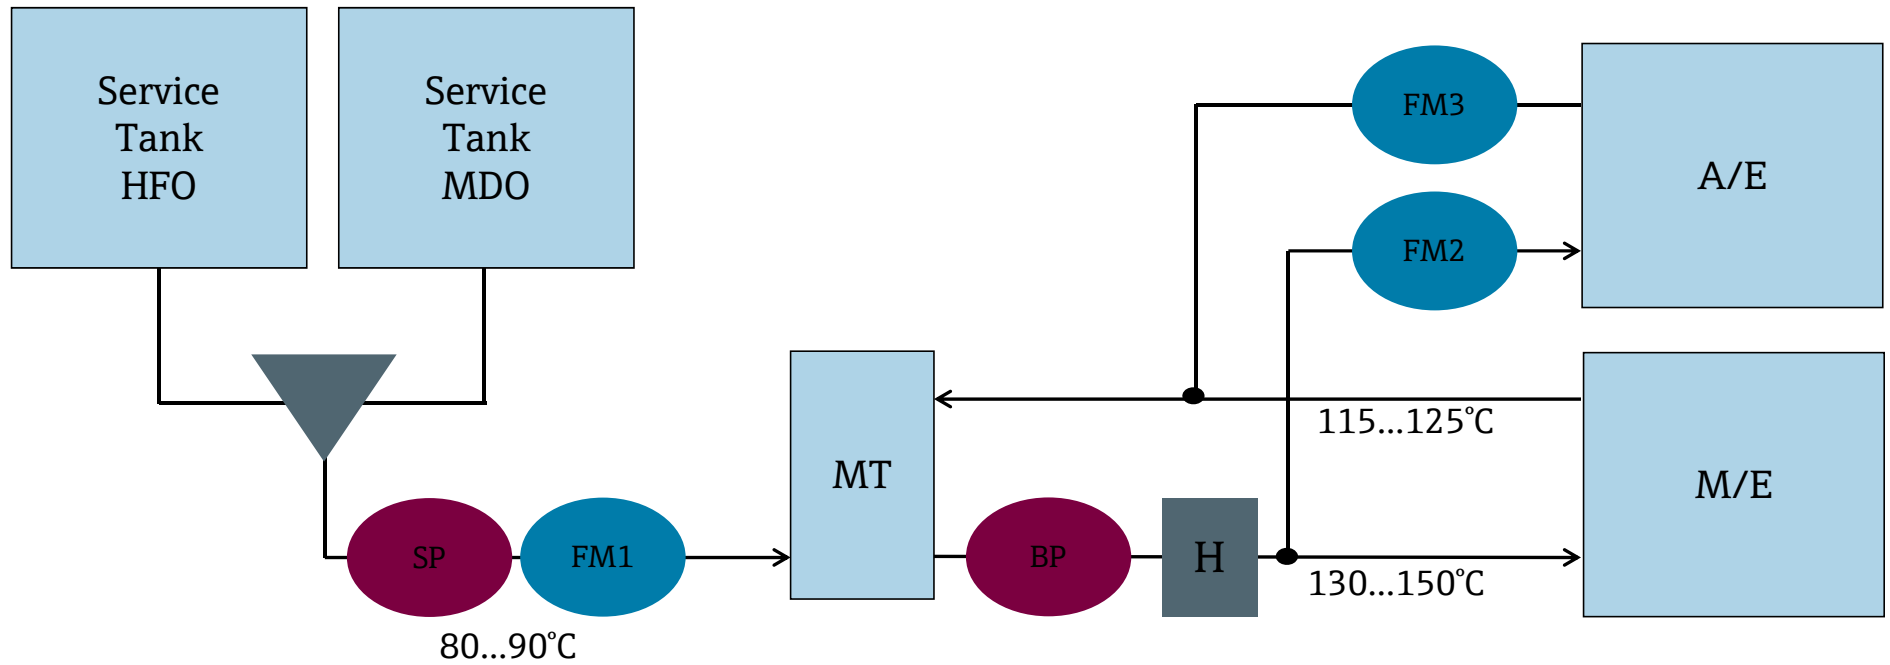 Service
Tank
HFO
Service
Tank
MDO
FM3
A/E
FM2
115...125°C
MT
M/E
SP
FM1
BP
H
130...150°C
80...90°C